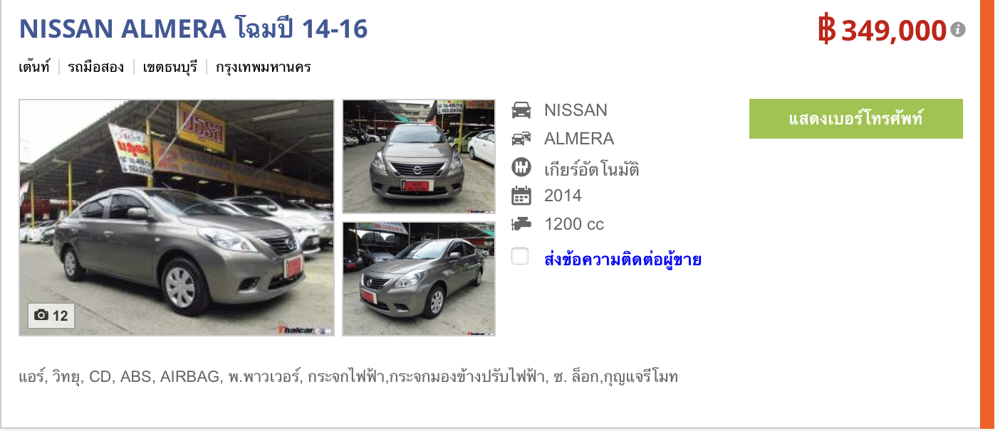 NISSAN ALMERA โฉมปี 14-16
฿ 349,000
เต๊นท์ | รถมือสอง | เขตธนบุรี | กรุงเทพมหานคร
NISSAN
ALMERA
เกียร์อัตโนมัติ
2014
1200 cc
ส่งข้อความติดต่อผู้ขาย
แสดงเบอร์โทรศัพท์
12
Thaicar.com
แอร์, วิทยุ, CD, ABS, AIRBAG, พ.พาวเวอร์, กระจกไฟฟ้า,กระจกมองข้างปรับไฟฟ้า, ซ. ล็อก,กุญแจรีโมท